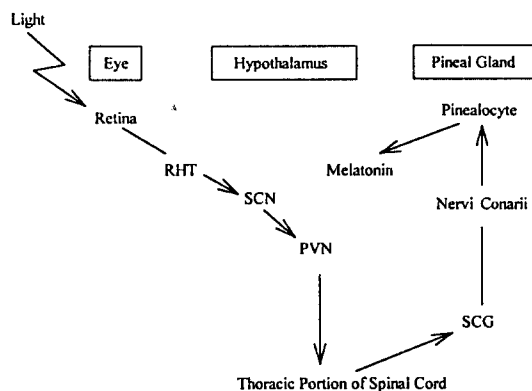 Light
Eye
Hypothalamus
Pineal Gland
Retina
Pinealocyte
RHT
Melatonin
SCN
Nervi Conarii
PVN
SCG
Thoracic Portion of Spinal Cord